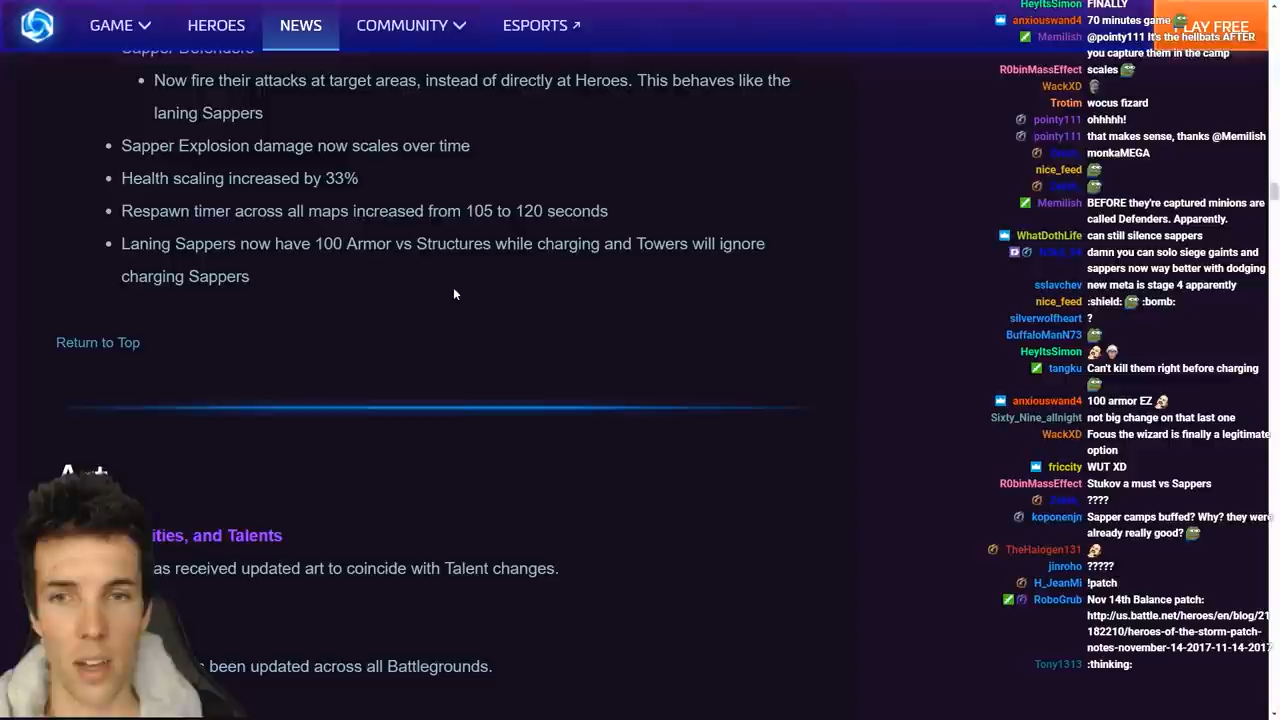 GAME
HEROES
NEWS
COMMUNITY
ESPORTS
PLAY FREE
Sapper Defenders
Now fire their attacks at target areas, instead of directly at Heroes. This behaves like the
laning Sappers
Sapper Explosion damage now scales over time
Health scaling increased by 33%
Respawn timer across all maps increased from 105 to 120 seconds
Laning Sappers now have 100 Armor vs Structures while charging and Towers will ignore
charging Sappers
Return to Top
Art
ities, and Talents
as received updated art to coincide with Talent changes.
been updated across all Battlegrounds.
HeyItsSimon FINALLY
anxiouswand4 70 minutes game
Memilish @pointy111 It's the hellbats AFTER
you capture them in the camp
R0binMassEffect scales
WackXD
Trotim wocus fizard
pointy111 ohhhhh!
pointy111 that makes sense, thanks @Memilish
monkaMEGA
nice_feed
Memilish BEFORE they're captured minions are
called Defenders. Apparently.
WhatDothLife can still silence sappers
damn you can solo siege gaints and
sappers now way better with dodging
sslavchev new meta is stage 4 apparently
nice_feed :shield: :bomb:
silverwolfheart ?
BuffaloManN73
HeyItsSimon
tangku Can't kill them right before charging
anxiouswand4 100 armor EZ
Sixty_Nine_allnight not big change on that last one
WackXD Focus the wizard is finally a legitimate
option
friccity WUT XD
R0binMassEffect Stukov a must vs Sappers
????
koponenjn Sapper camps buffed? Why? they were
already really good?
TheHalogen131
jinroho ?????
H_JeanMi !patch
RoboGrub Nov 14th Balance patch:
http://us.battle.net/heroes/en/blog/21
182210/heroes-of-the-storm-patch-
notes-november-14-2017-11-14-2017
Tony1313 :thinking: